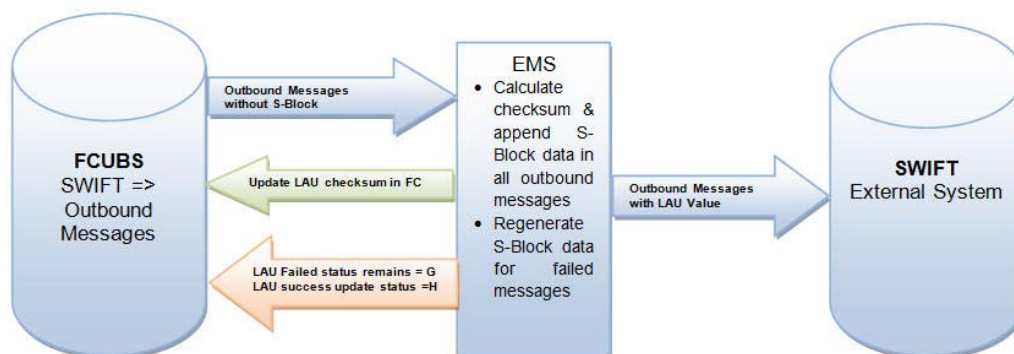 FCUBS
SWIFT =>
Outbound
Messages
Outbound Messages
without S-Block
Update LAU checksum in FC
LAU Failed status remains = G
LAU success update status =H
EMS
• Calculate
checksum &
append S-
Block data in
all outbound
messages
• Regenerate
S-Block data
for failed
messages
Outbound Messages
with LAU Value
SWIFT
External System